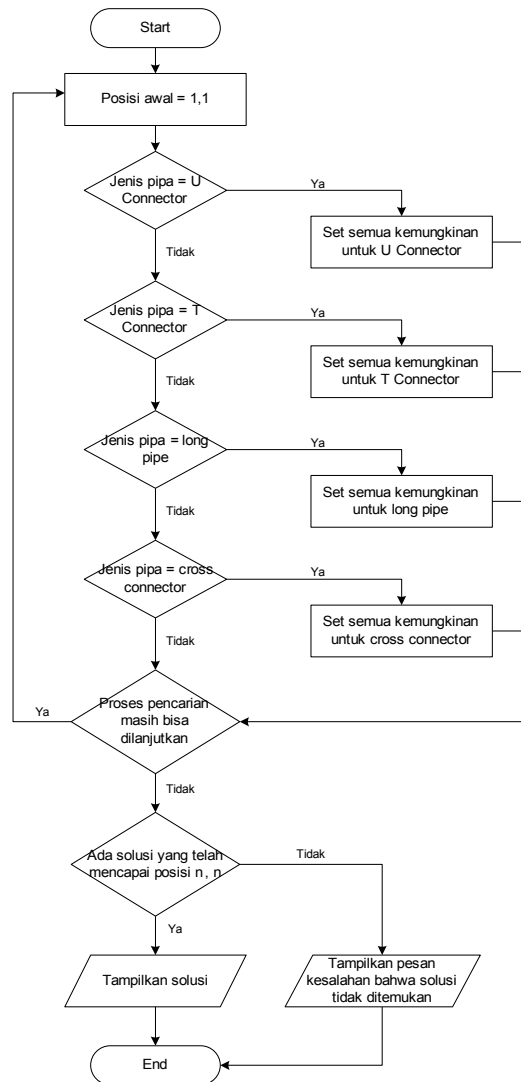 Start
Posisi awal = 1,1
Jenis pipa = U
Connector
Ya
Set semua kemungkinan
untuk U Connector
Tidak
Jenis pipa = T
Connector
Ya
Set semua kemungkinan
untuk T Connector
Tidak
Jenis pipa = long
pipe
Ya
Set semua kemungkinan
untuk long pipe
Tidak
Jenis pipa = cross
connector
Ya
Set semua kemungkinan
untuk cross connector
Tidak
Proses pencarian
masih bisa
dilanjutkan
Ya
Tidak
Ada solusi yang telah
mencapai posisi n, n
Tidak
Ya
Tampilkan solusi
Tampilkan pesan
kesalahan bahwa solusi
tidak ditemukan
End